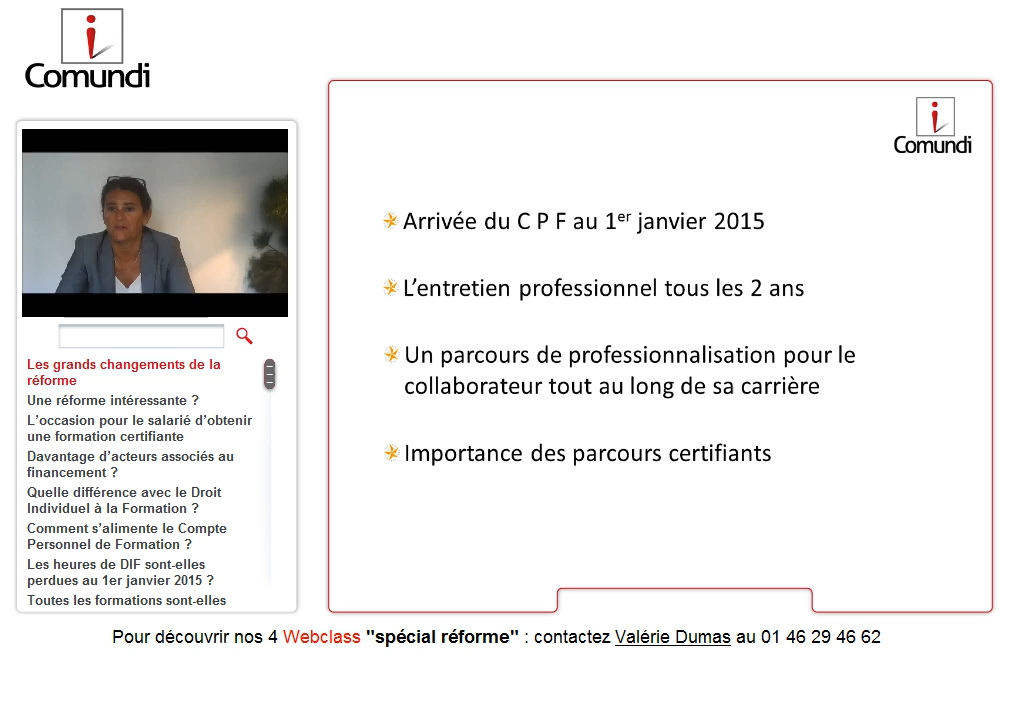 Comundi
Les grands changements de la
réforme
Une réforme intéressante ?
L'occasion pour le salarié d'obtenir
une formation certifiante
Davantage d'acteurs associés au
financement ?
Quelle différence avec le Droit
Individuel à la Formation ?
Comment s'alimente le Compte
Personnel de Formation ?
Les heures de DIF sont-elles
perdues au 1er janvier 2015 ?
Toutes les formations sont-elles
Comundi
Arrivée du C P F au 1er janvier 2015
L'entretien professionnel tous les 2 ans
Un parcours de professionnalisation pour le
collaborateur tout au long de sa carrière
Importance des parcours certifiants
Pour découvrir nos 4 Webclass "spécial réforme" : contactez Valérie Dumas au 01 46 29 46 62